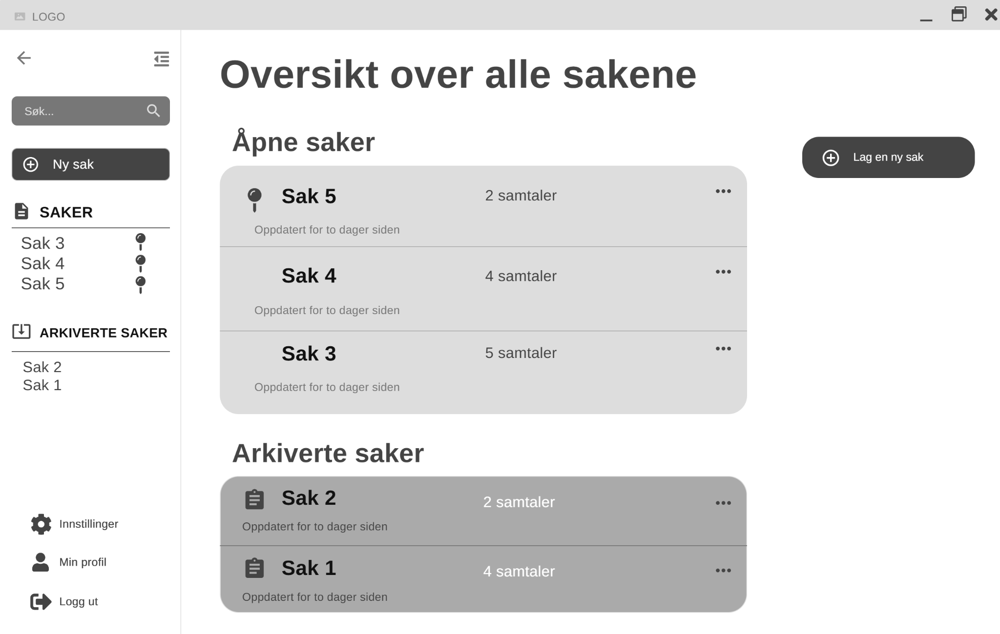 LOGO
Søk...
Ny sak
SAKER
Sak 3
Sak 4
Sak 5
ARKIVERTE SAKER
Sak 2
Sak 1
Innstillinger
Min profil
Logg ut
Oversikt over alle sakene
Åpne saker
Lag en ny sak
Sak 5 2 samtaler
Oppdatert for to dager siden
Sak 4 4 samtaler
Oppdatert for to dager siden
Sak 3 5 samtaler
Oppdatert for to dager siden
Arkiverte saker
Sak 2 2 samtaler
Oppdatert for to dager siden
Sak 1 4 samtaler
Oppdatert for to dager siden